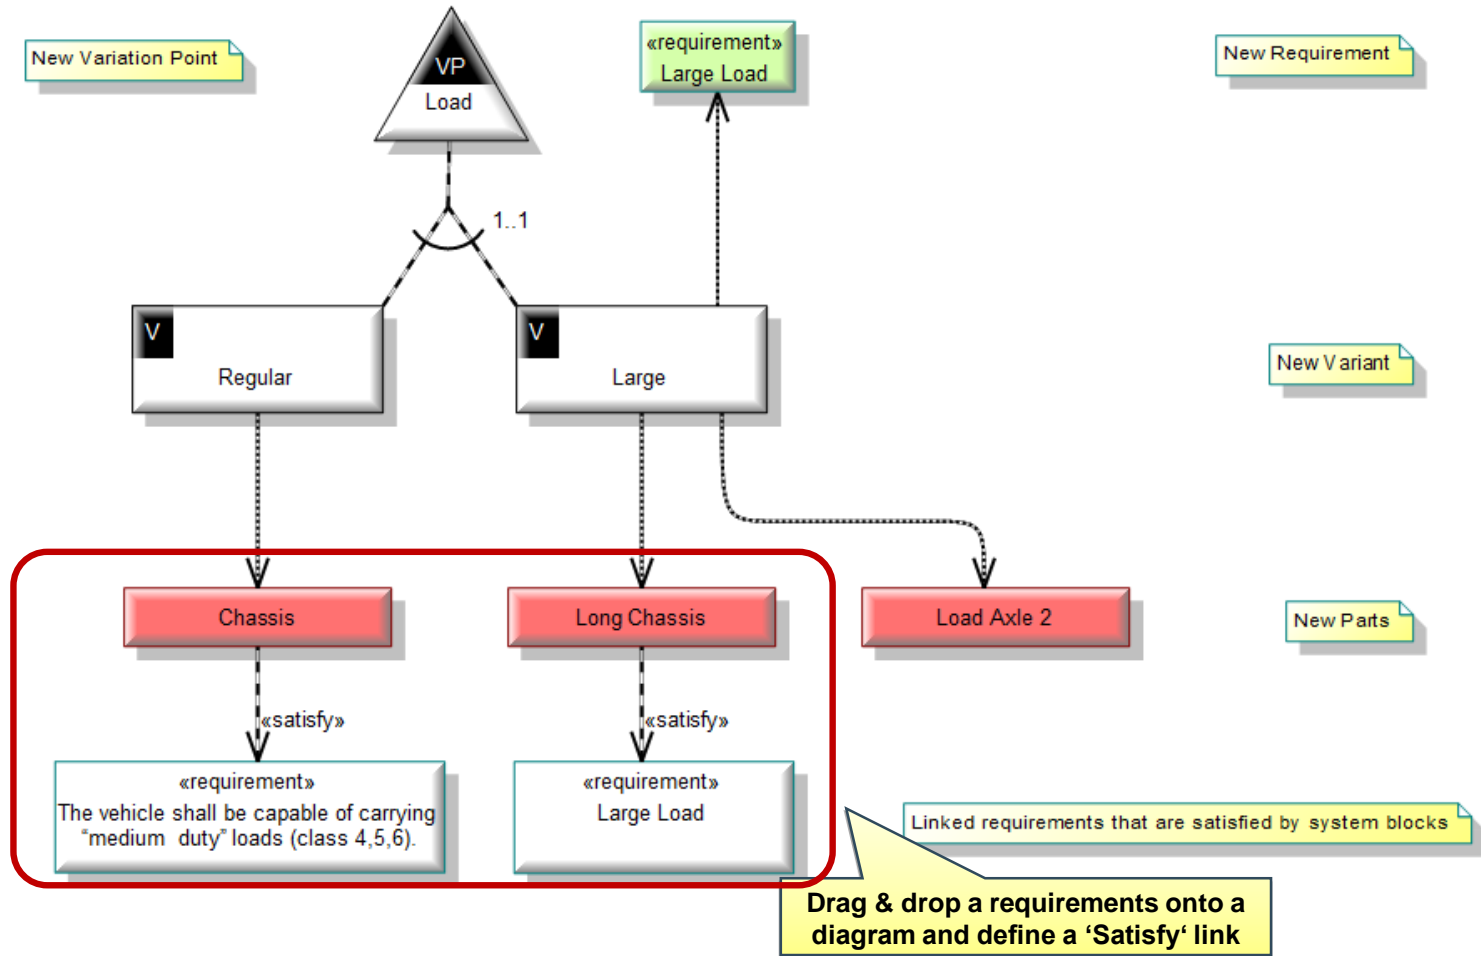 New Variation Point
VP
Load
«requirement»
Large Load
New Requirement
1..1
V
Regular
V
Large
New Variant
Chassis
Long Chassis
Load Axle 2
New Parts
«satisfy»
«satisfy»
«requirement»
The vehicle shall be capable of carrying
“medium duty” loads (class 4,5,6).
«requirement»
Large Load
Linked requirements that are satisfied by system blocks
Drag & drop a requirements onto a
diagram and define a ‘Satisfy‘ link